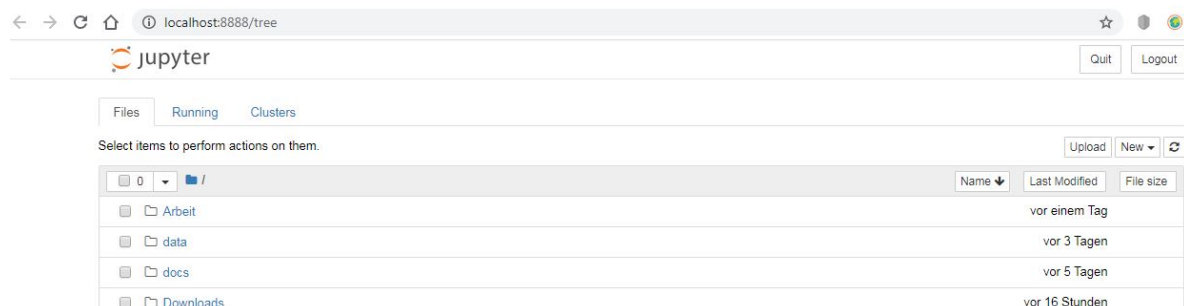 localhost:8888/tree
jupyter
Quit Logout
Files Running Clusters
Select items to perform actions on them.
Upload New
0 / Name Last Modified File size
Arbeit vor einem Tag
data vor 3 Tagen
docs vor 5 Tagen
Downloads vor 16 Stunden